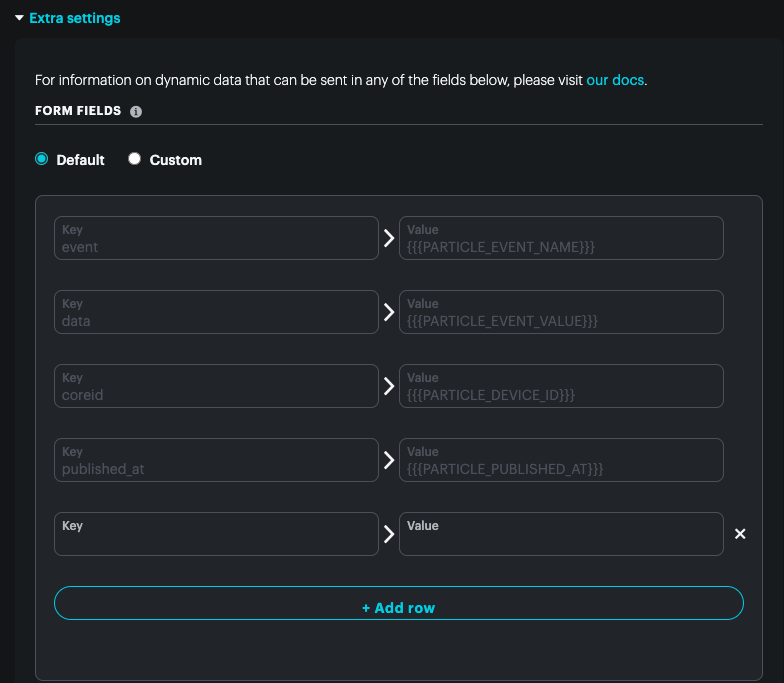 Extra settings
For information on dynamic data that can be sent in any of the fields below, please visit our docs.
FORM FIELDS i
Default Custom
Key Value
event {{{PARTICLE_EVENT_NAME}}}
Key Value
data {{{PARTICLE_EVENT_VALUE}}}
Key Value
coreid {{{PARTICLE_DEVICE_ID}}}
Key Value
published_at {{{PARTICLE_PUBLISHED_AT}}}
Key Value
+ Add row